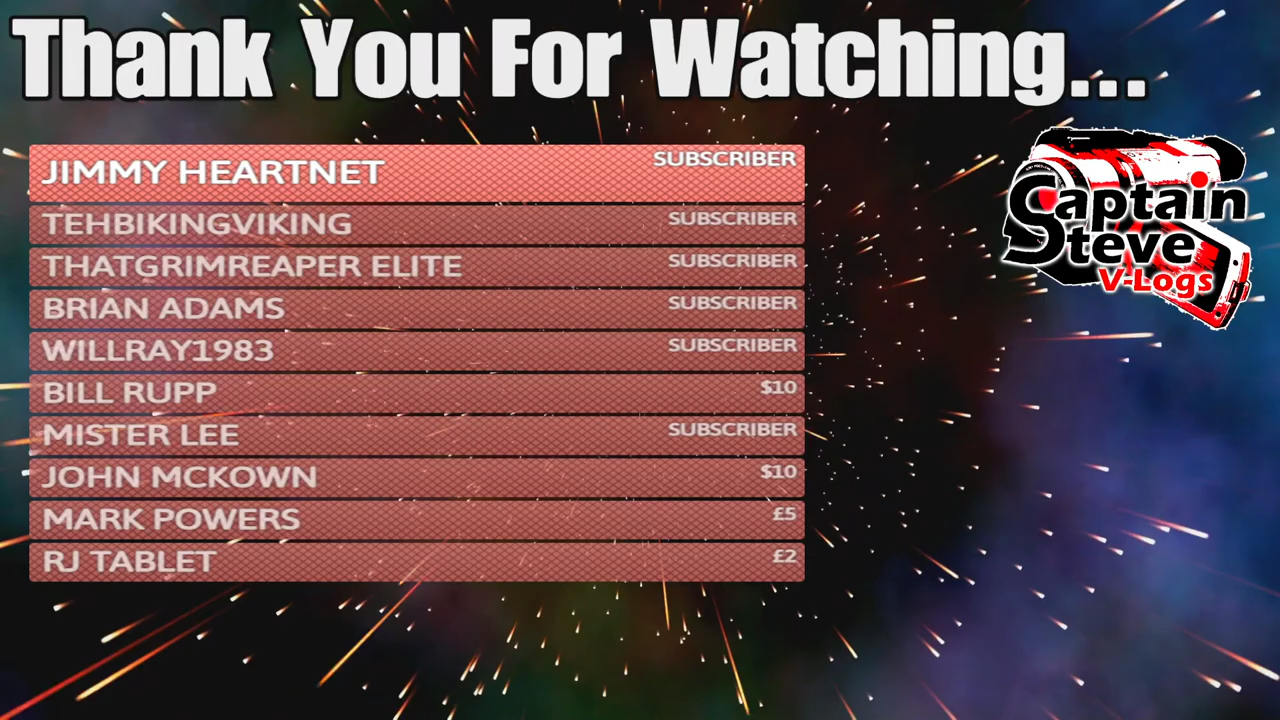 Thank You For Watching...
JIMMY HEARTNET SUBSCRIBER
TEHBIKINGVIKING SUBSCRIBER
THATGRIMREAPER ELITE SUBSCRIBER
BRIAN ADAMS SUBSCRIBER
WILLRAY1983 SUBSCRIBER
BILL RUPP $10
MISTER LEE SUBSCRIBER
JOHN MCKOWN $10
MARK POWERS £5
RJ TABLET £2
Captain
Steve
V-Logs